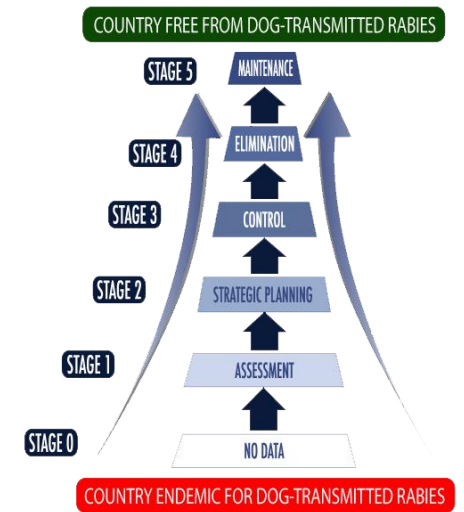 COUNTRY FREE FROM DOG-TRANSMITTED RABIES
STAGE 5
MAINTENANCE
STAGE 4
ELIMINATION
STAGE 3
CONTROL
STAGE 2
STRATEGIC PLANNING
STAGE 1
ASSESSMENT
STAGE 0
NO DATA
COUNTRY ENDEMIC FOR DOG-TRANSMITTED RABIES